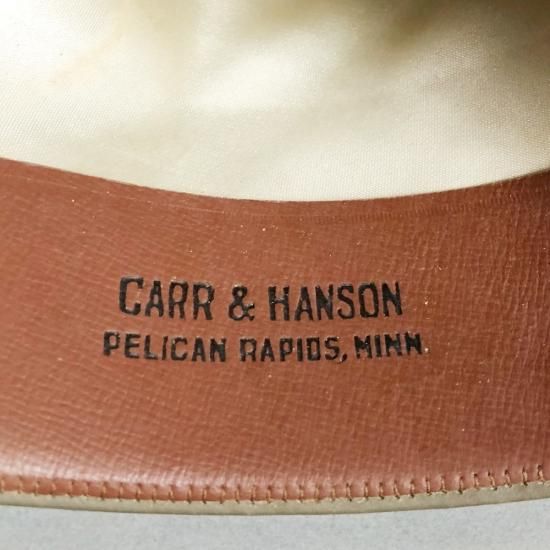 CARR & HANSON
PELICAN RAPIDS, MINN.